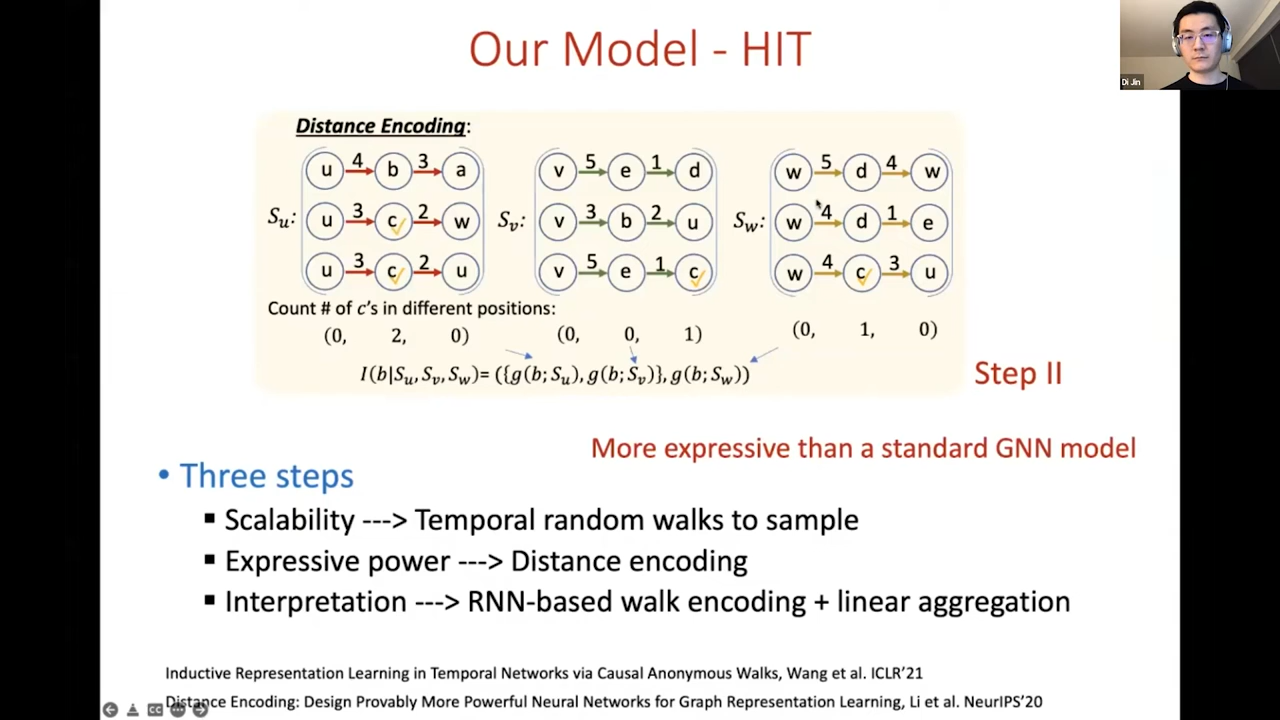 Our Model - HIT
Di Jin
Distance Encoding:
u 4 b 3 a
v 5 e 1 d
w 5 d 4 w
S_u: u 3 c 2 w
S_v: v 3 b 2 u
S_w: w 4 d 1 e
u 3 c 2 u
v 5 e 1 c
w 4 c 3 u
Count # of c's in different positions:
(0, 2, 0) (0, 0, 1) (0, 1, 0)
I(b|S_u, S_v, S_w)= ({g(b; S_u), g(b; S_v)}, g(b; S_w))
Step II
More expressive than a standard GNN model
• Three steps
▪ Scalability ---> Temporal random walks to sample
▪ Expressive power ---> Distance encoding
▪ Interpretation ---> RNN-based walk encoding + linear aggregation
Inductive Representation Learning in Temporal Networks via Causal Anonymous Walks, Wang et al. ICLR'21
Distance Encoding: Design Provably More Powerful Neural Networks for Graph Representation Learning, Li et al. NeurIPS'20
CC